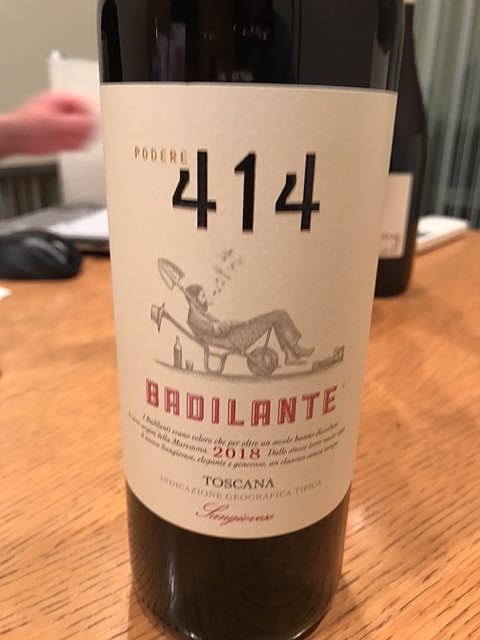 PODERE
414
BADILANTE
I Badilanti erano coloro che per oltre un secolo hanno
della Maremma. 2018 Dalle stesse terre nasce
il nostro Sangiovese, elegante e generoso, un classico senza tempo
TOSCANA
INDICAZIONE GEOGRAFICA TIPICA
Sangiovese